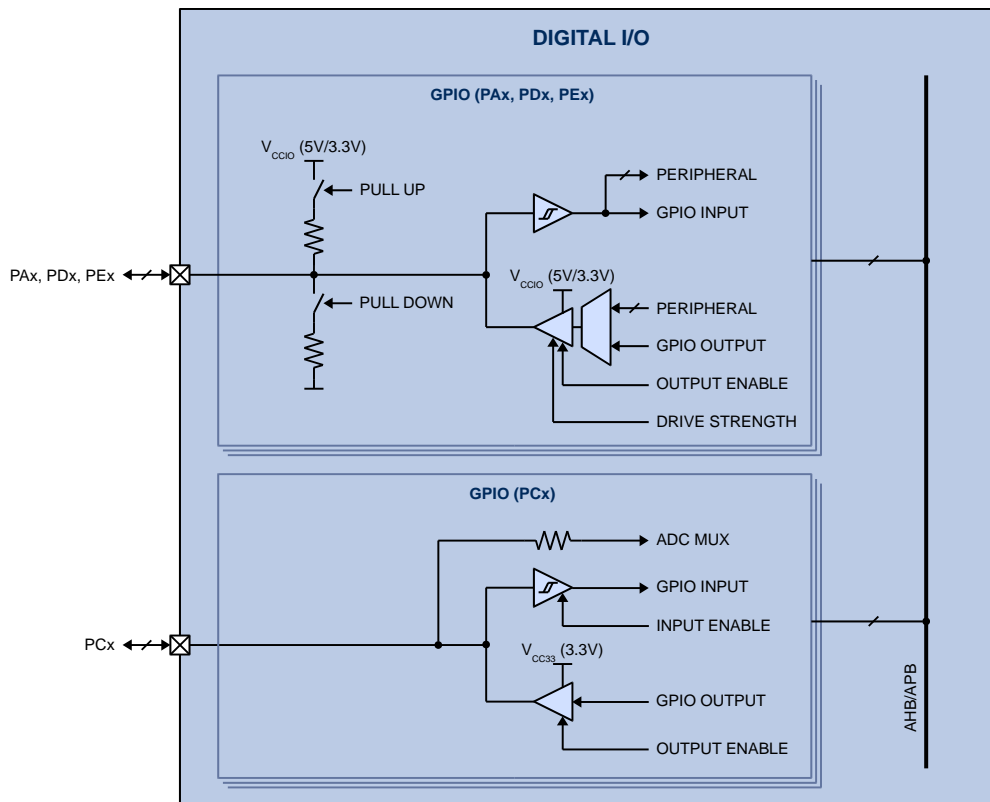 DIGITAL I/O
GPIO (PAx, PDx, PEx)
VCCIO (5V/3.3V)
PULL UP
PERIPHERAL
GPIO INPUT
PAx, PDx, PEx
PULL DOWN
VCCIO (5V/3.3V)
PERIPHERAL
GPIO OUTPUT
OUTPUT ENABLE
DRIVE STRENGTH
GPIO (PCx)
ADC MUX
GPIO INPUT
INPUT ENABLE
PCx
VCC33 (3.3V)
GPIO OUTPUT
OUTPUT ENABLE
AHB/APB